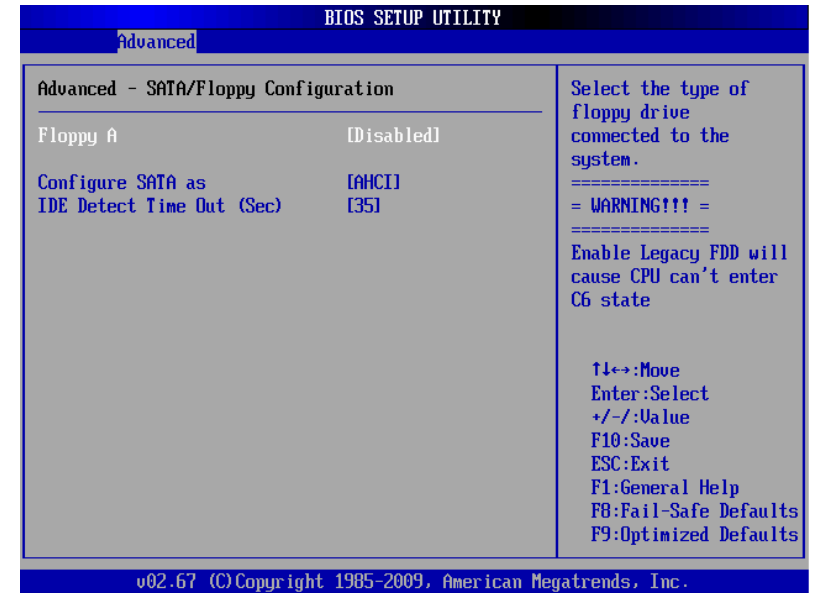 BIOS SETUP UTILITY
Advanced
Advanced - SATA/Floppy Configuration
Floppy A [Disabled]
Configure SATA as [AHCI]
IDE Detect Time Out (Sec) [35]
Select the type of
floppy drive
connected to the
system.
==============
= WARNING!!! =
==============
Enable Legacy FDD will
cause CPU can't enter
C6 state
↑↓←→:Move
Enter:Select
+/-/:Value
F10:Save
ESC:Exit
F1:General Help
F8:Fail-Safe Defaults
F9:Optimized Defaults
v02.67 (C)Copyright 1985-2009, American Megatrends, Inc.